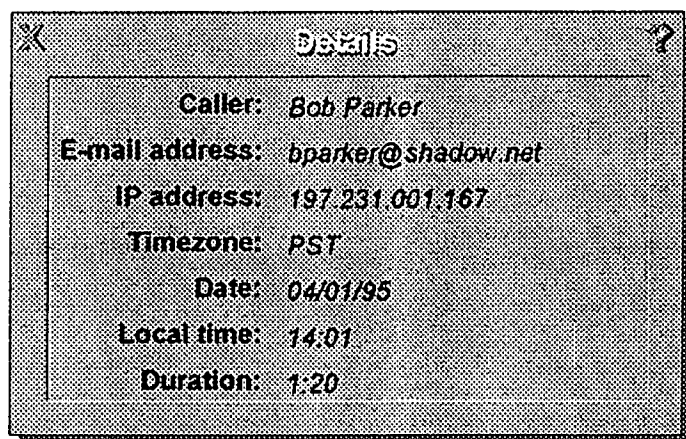 X Details ?
Caller: Bob Parker
E-mail address: bparker@shadow.net
IP address: 197.231.001.167
Timezone: PST
Date: 04/01/95
Local time: 14:01
Duration: 1:20